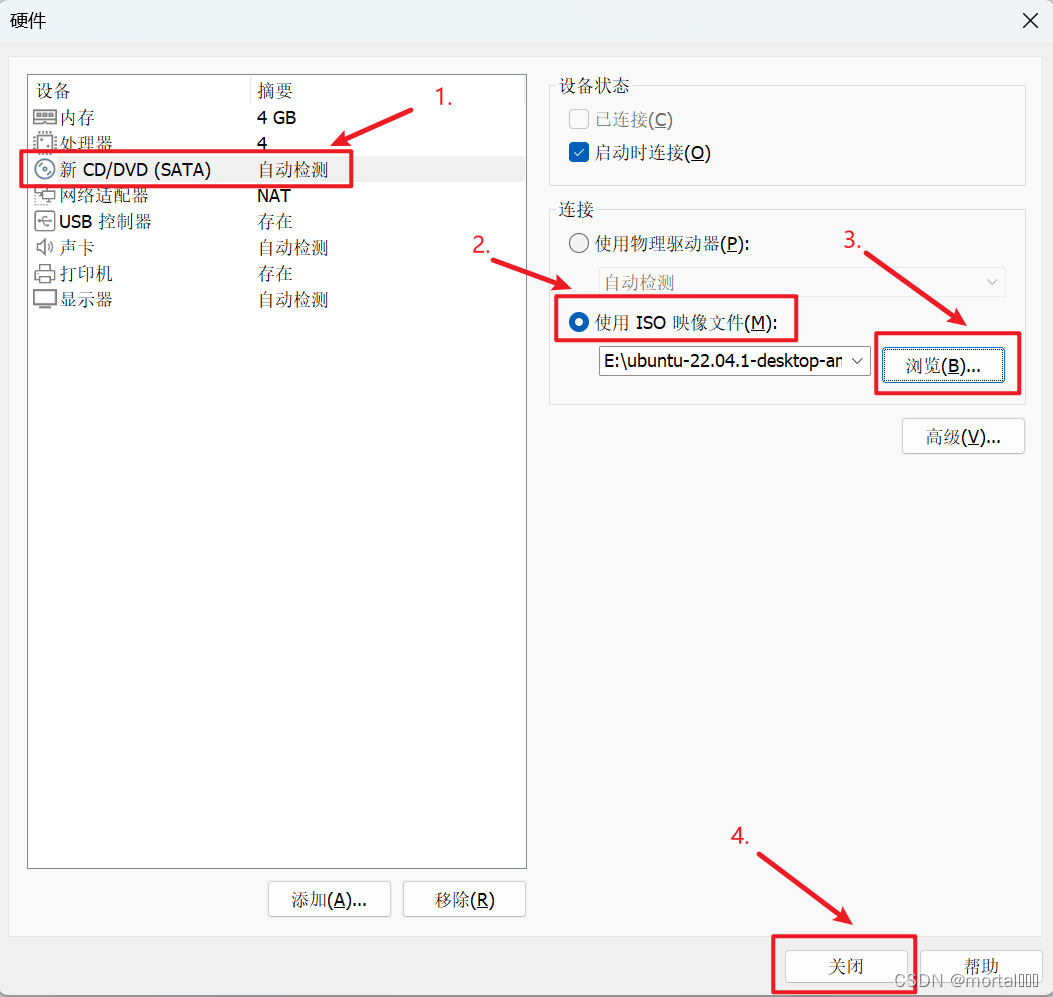 硬件
设备 摘要
内存 4 GB
处理器 4
新 CD/DVD (SATA) 自动检测
网络适配器 NAT
USB 控制器 存在
声卡 自动检测
打印机 存在
显示器 自动检测
1.
添加(A)...
移除(R)
设备状态
已连接(C)
启动时连接(O)
连接
2.
使用物理驱动器(P):
3.
自动检测
使用 ISO 映像文件(M):
E:\ubuntu-22.04.1-desktop-ar
浏览(B)...
高级(V)...
4.
关闭
帮助
CSDN @mortal